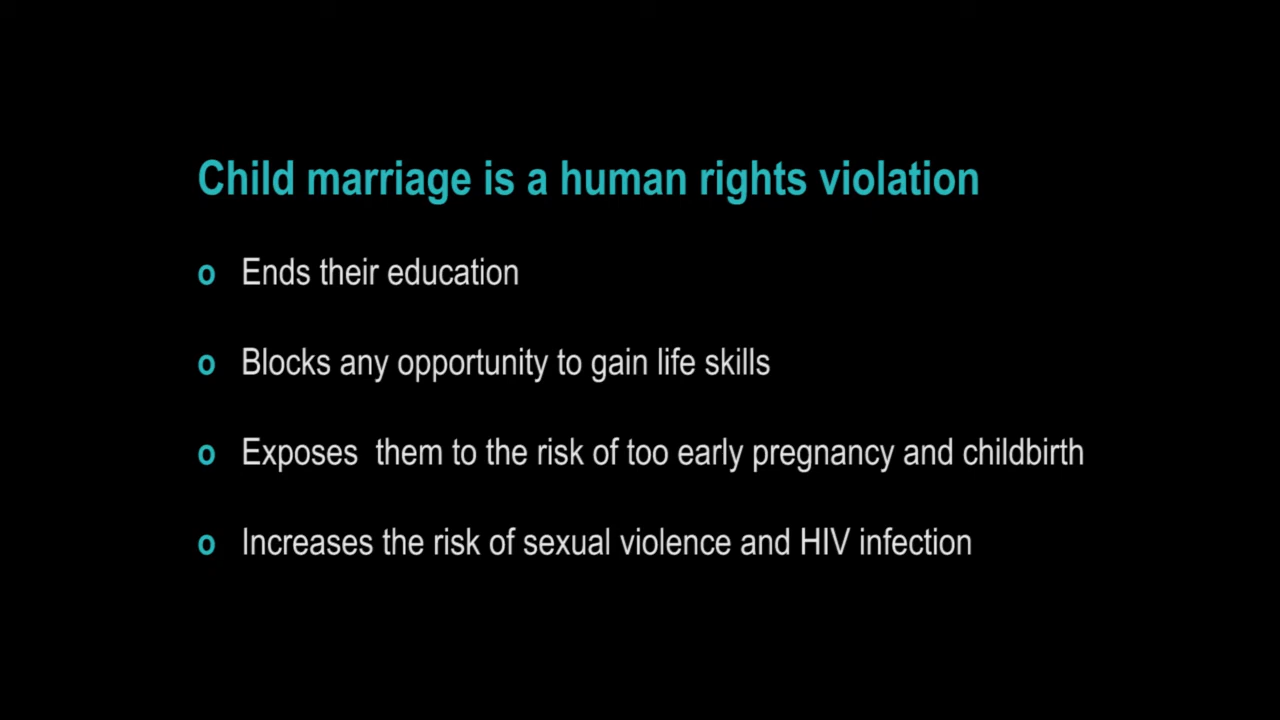 Child marriage is a human rights violation
o Ends their education
o Blocks any opportunity to gain life skills
o Exposes  them to the risk of too early pregnancy and childbirth
o Increases the risk of sexual violence and HIV infection